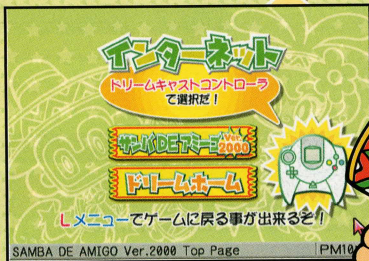 インターネット
ドリームキャストコントローラ
で選択だ!
サンバDEアミーゴ Ver. 2000
ドリームホーム
Lメニューでゲームに戻る事が出来るぞ!
SAMBA DE AMIGO Ver.2000 Top Page
PM10